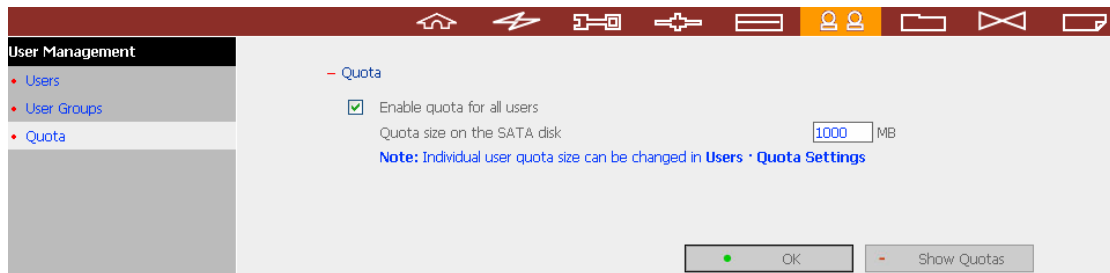 User Management
• Users
• User Groups
• Quota
– Quota
Enable quota for all users
Quota size on the SATA disk 1000 MB
Note: Individual user quota size can be changed in Users · Quota Settings
OK
Show Quotas